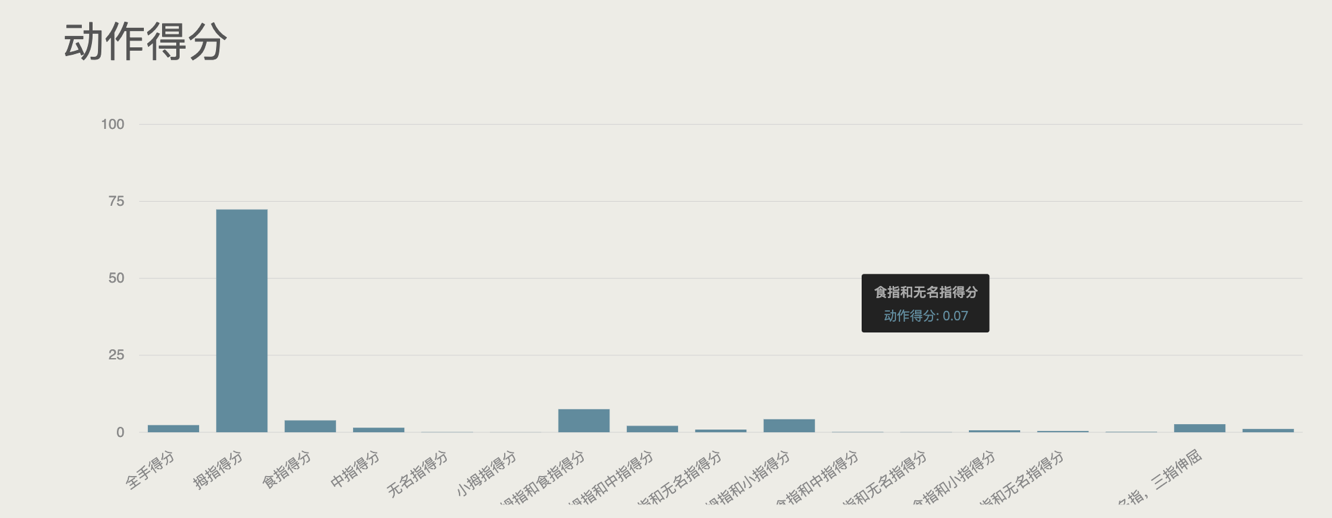 动作得分
100
75
50
25
0
食指和无名指得分
动作得分: 0.07
全手得分
拇指得分
食指得分
中指得分
无名指得分
小拇指得分
拇指和食指得分
拇指和中指得分
指和无名指得分
拇指和小指得分
食指和中指得分
指和无名指得分
食指和小指得分
指和无名指得分
名指，三指伸屈